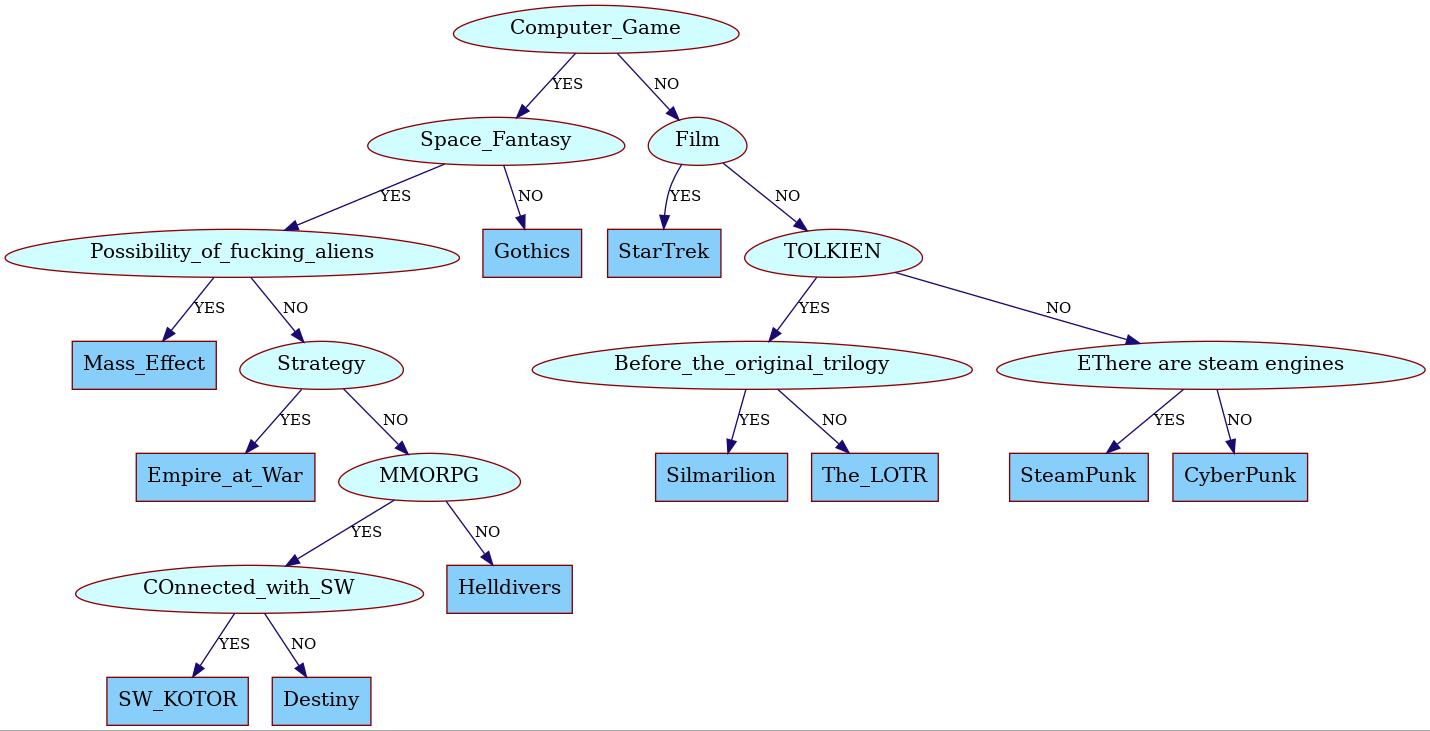 Computer_Game
YES
NO
Space_Fantasy
Film
YES
NO
YES
NO
Possibility_of_fucking_aliens
Gothics
StarTrek
TOLKIEN
YES
NO
YES
NO
Mass_Effect
Strategy
Before_the_original_trilogy
EThere are steam engines
YES
NO
YES
NO
YES
NO
Empire_at_War
MMORPG
Silmarilion
The_LOTR
SteamPunk
CyberPunk
YES
NO
COnnected_with_SW
Helldivers
YES
NO
SW_KOTOR
Destiny